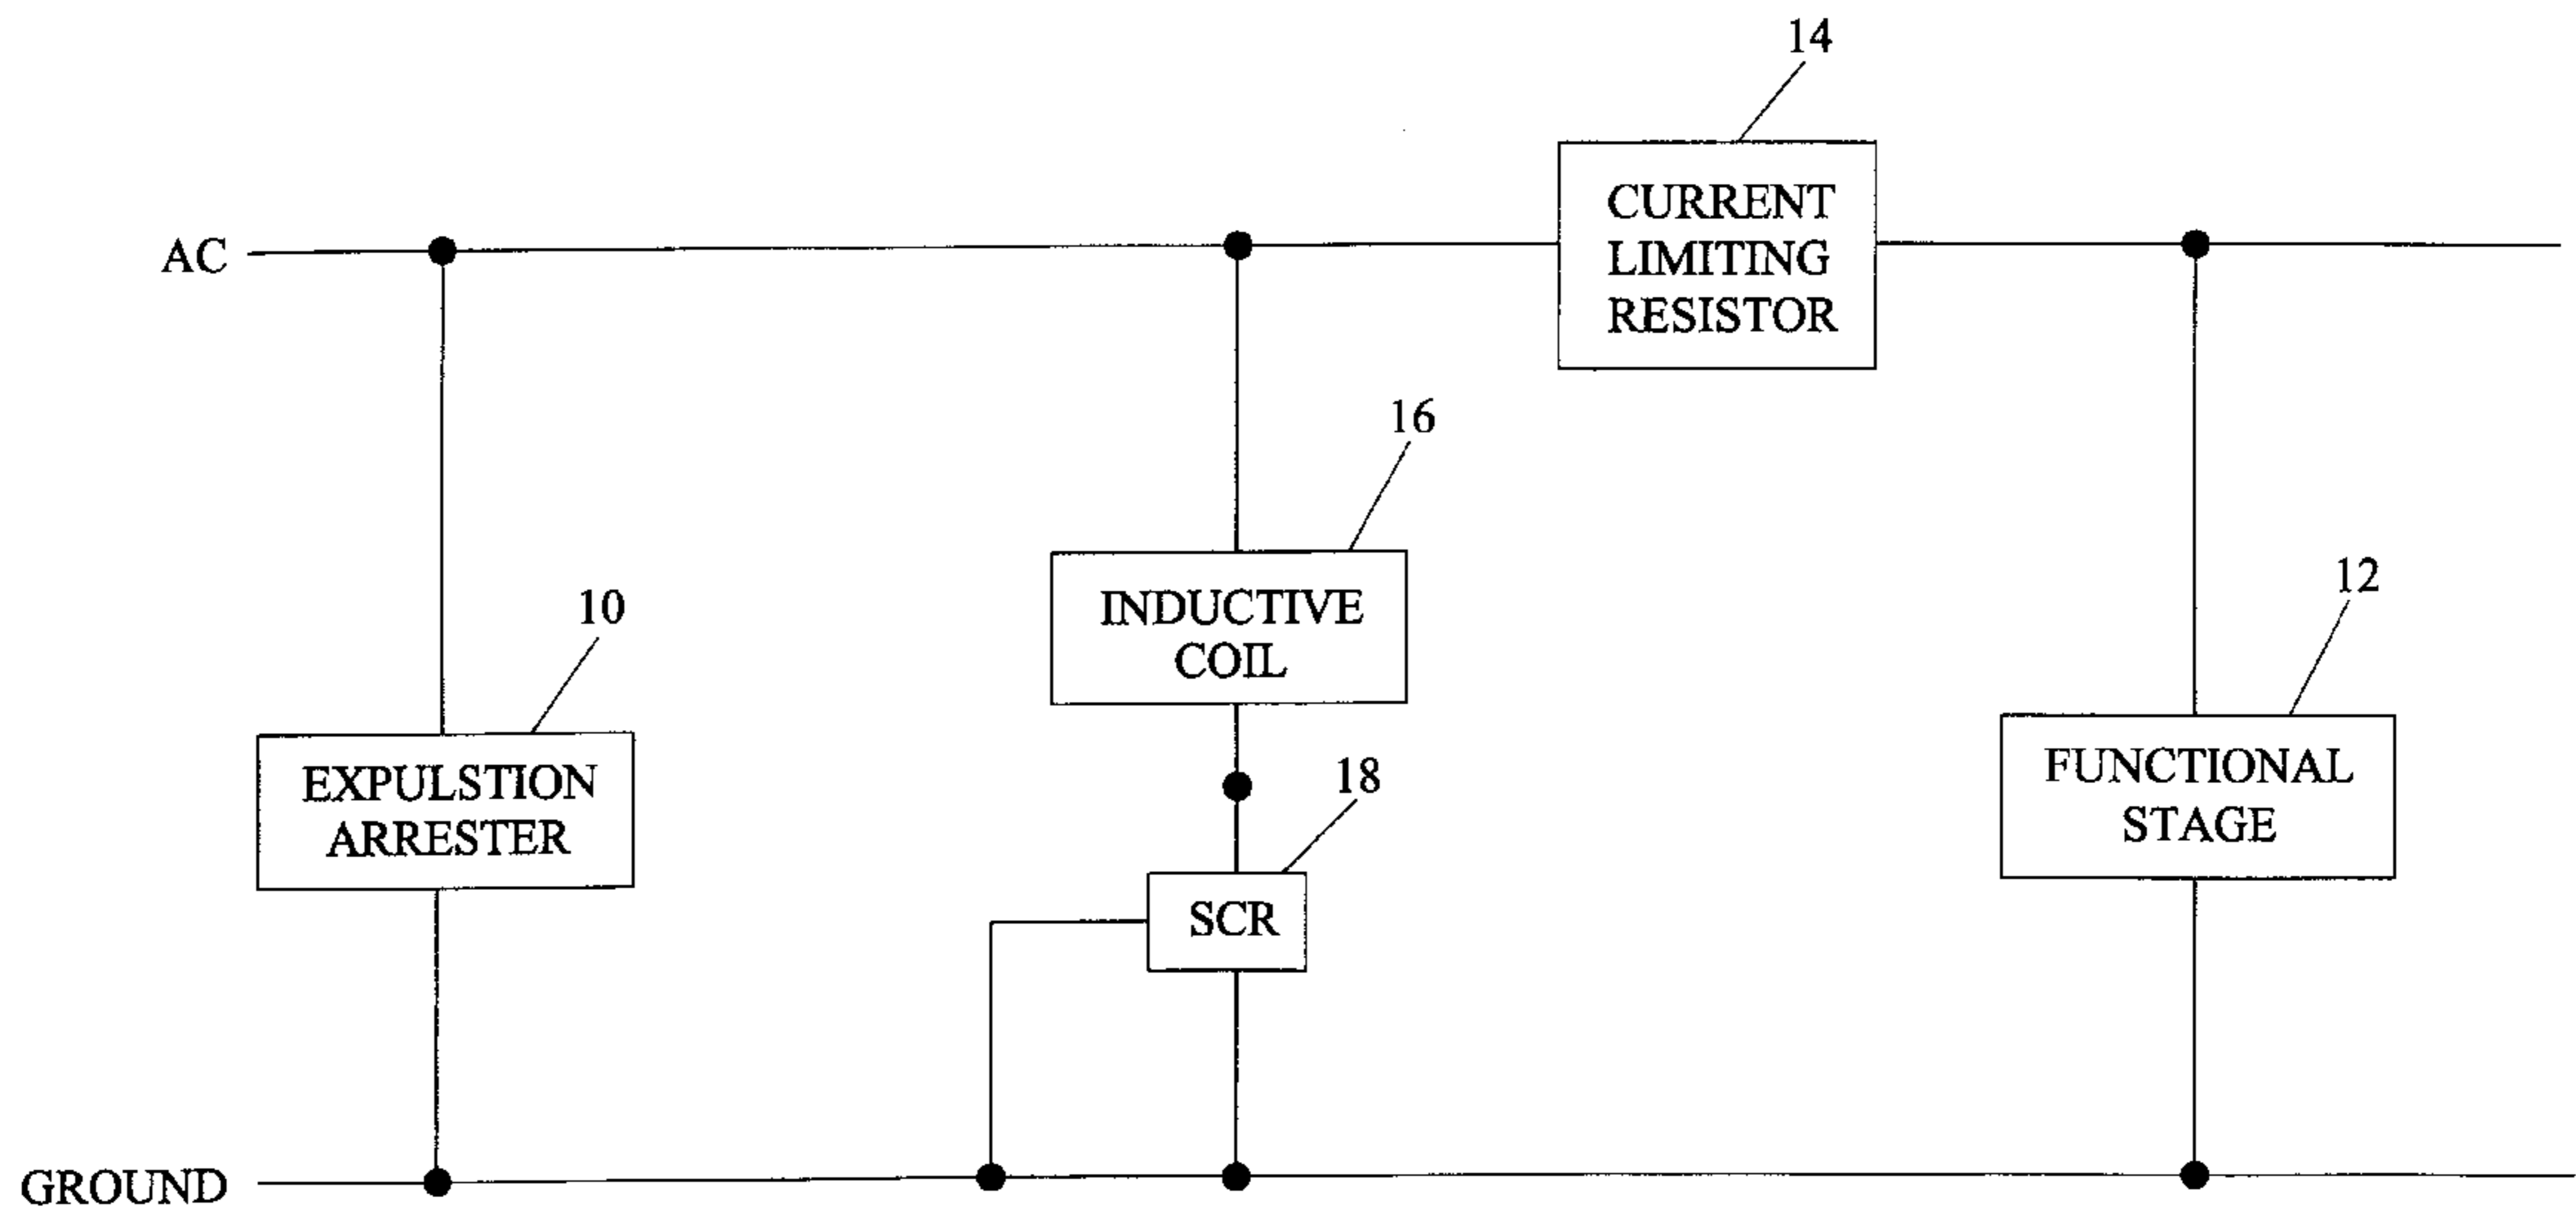 14
CURRENT
LIMITING
RESISTOR
AC
16
INDUCTIVE
COIL
12
10
FUNCTIONAL
STAGE
EXPULSTION
ARRESTER
18
SCR
GROUND